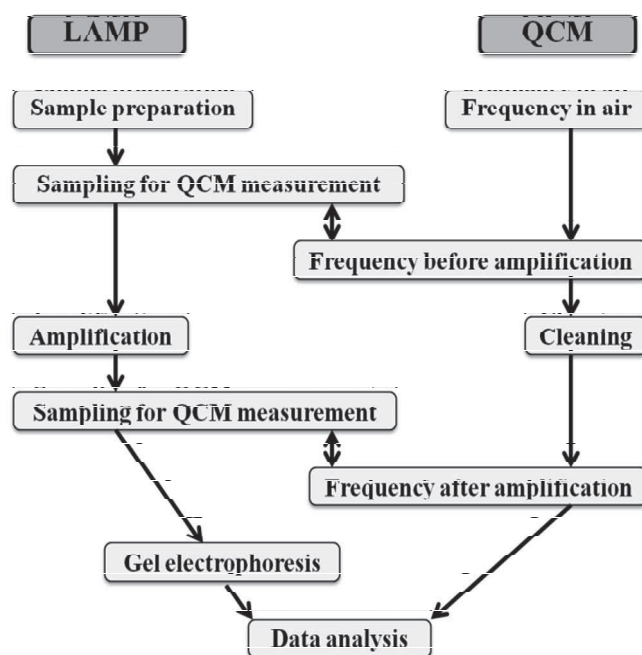 LAMP
QCM
Sample preparation
Frequency in air
Sampling for QCM measurement
Frequency before amplification
Amplification
Cleaning
Sampling for QCM measurement
Frequency after amplification
Gel electrophoresis
Data analysis